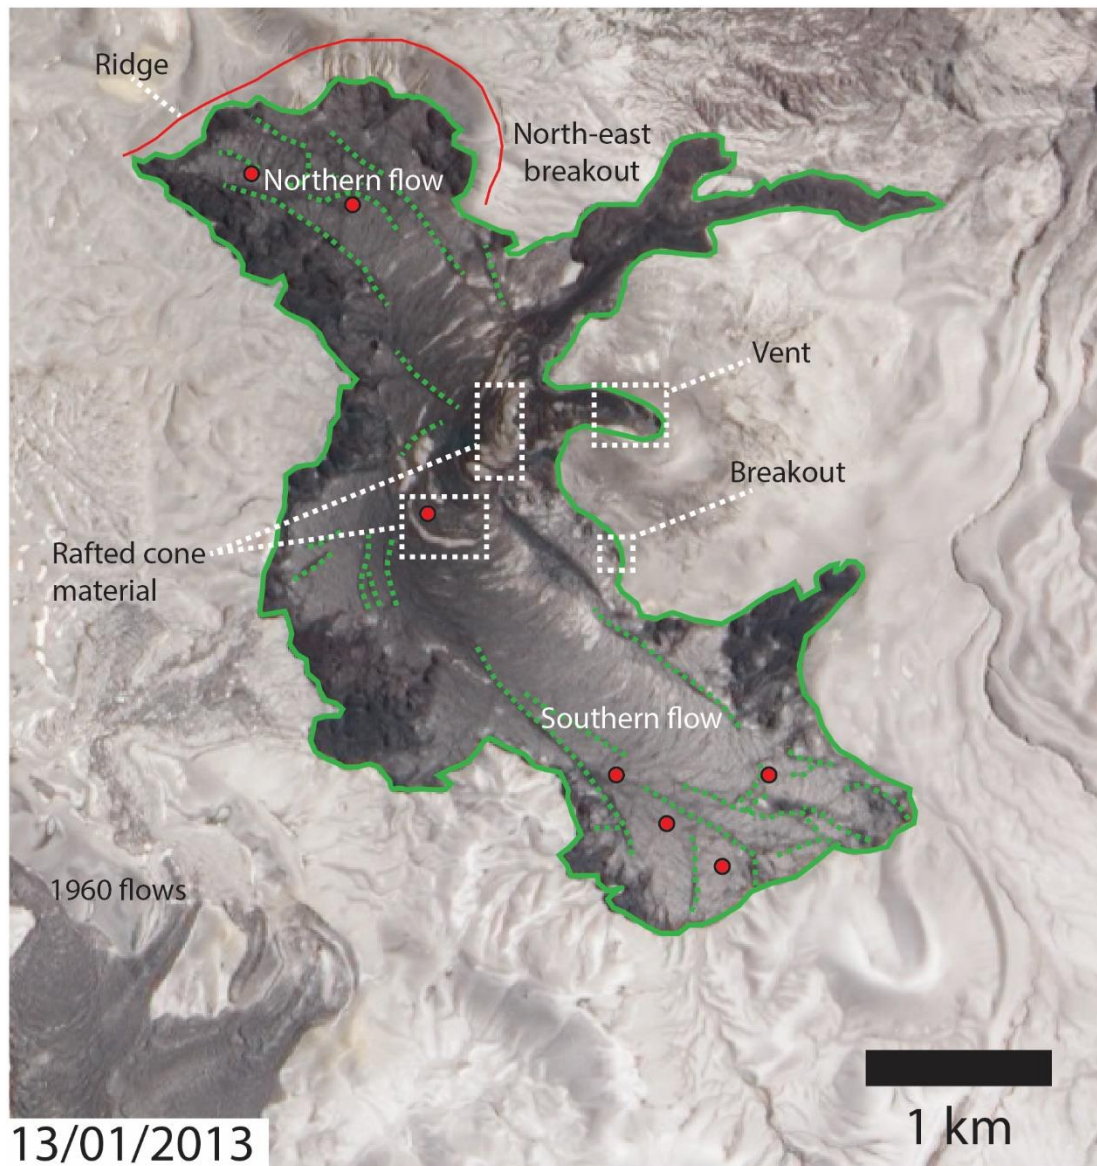 Ridge
North-east
breakout
Northern flow
Vent
Breakout
Rafted cone
material
Southern flow
1960 flows
1 km
13/01/2013